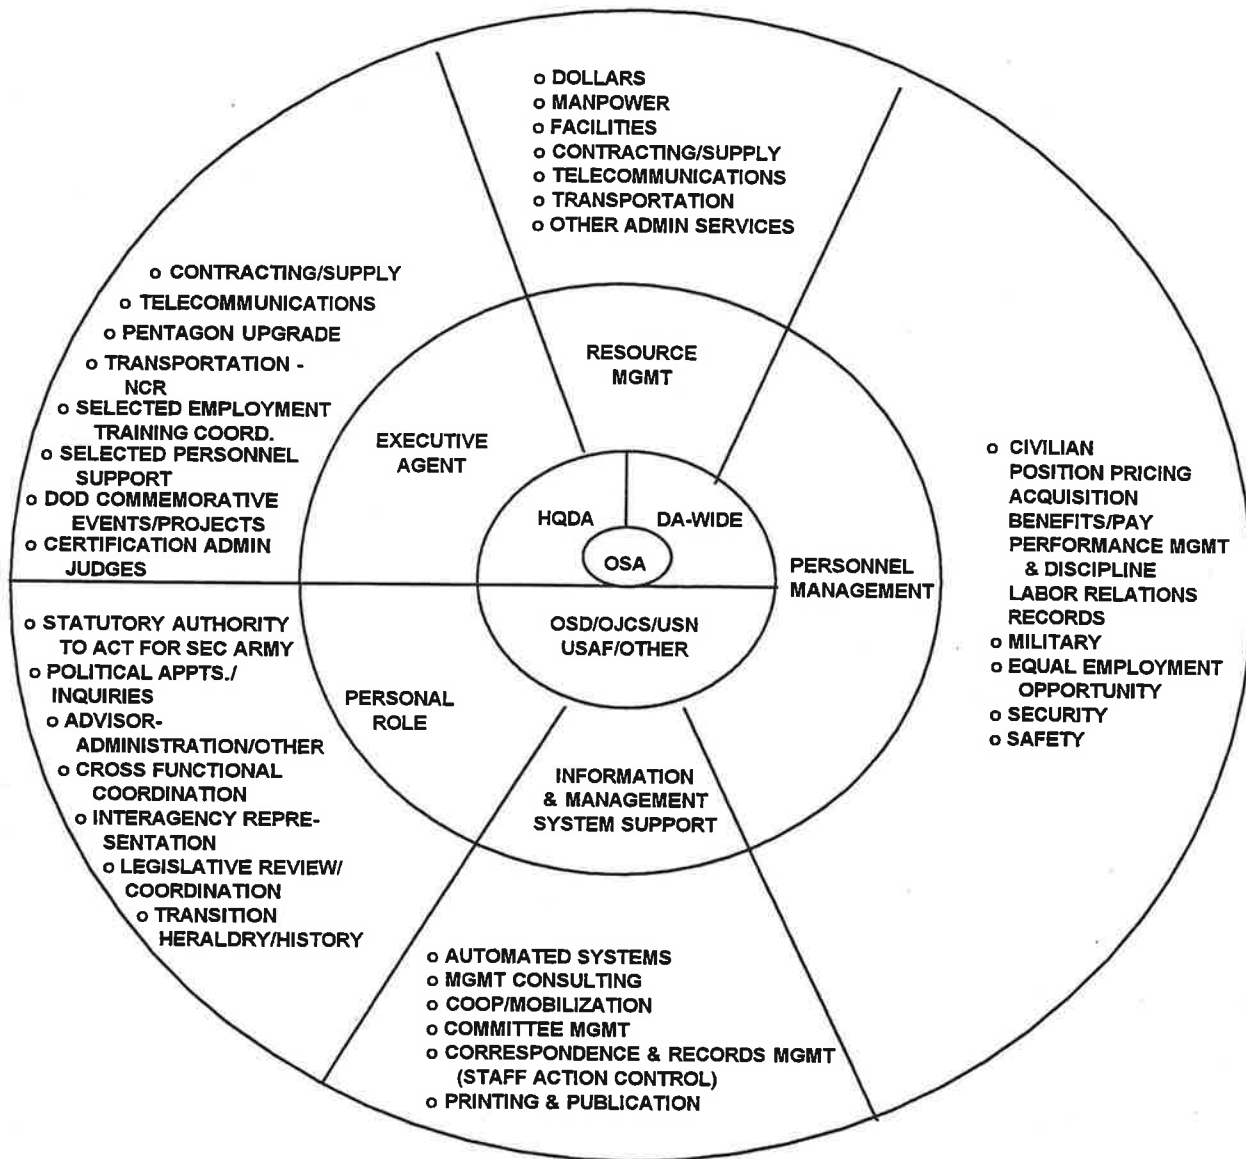 o DOLLARS
o MANPOWER
o FACILITIES
o CONTRACTING/SUPPLY
o TELECOMMUNICATIONS
o TRANSPORTATION
o OTHER ADMIN SERVICES
o CONTRACTING/SUPPLY
o TELECOMMUNICATIONS
o PENTAGON UPGRADE
o TRANSPORTATION -
NCR
o SELECTED EMPLOYMENT
TRAINING COORD.
o SELECTED PERSONNEL
SUPPORT
o DOD COMMEMORATIVE
EVENTS/PROJECTS
o CERTIFICATION ADMIN
JUDGES
RESOURCE
MGMT
EXECUTIVE
AGENT
HQDA
DA-WIDE
OSA
PERSONNEL
MANAGEMENT
OSD/OJCS/USN
USAF/OTHER
PERSONAL
ROLE
INFORMATION
& MANAGEMENT
SYSTEM SUPPORT
o CIVILIAN
POSITION PRICING
ACQUISITION
BENEFITS/PAY
PERFORMANCE MGMT
& DISCIPLINE
LABOR RELATIONS
RECORDS
o MILITARY
o EQUAL EMPLOYMENT
OPPORTUNITY
o SECURITY
o SAFETY
o STATUTORY AUTHORITY
TO ACT FOR SEC ARMY
o POLITICAL APPTS./
INQUIRIES
o ADVISOR-
ADMINISTRATION/OTHER
o CROSS FUNCTIONAL
COORDINATION
o INTERAGENCY REPRE-
SENTATION
o LEGISLATIVE REVIEW/
COORDINATION
o TRANSITION
HERALDRY/HISTORY
o AUTOMATED SYSTEMS
o MGMT CONSULTING
o COOP/MOBILIZATION
o COMMITTEE MGMT
o CORRESPONDENCE & RECORDS MGMT
(STAFF ACTION CONTROL)
o PRINTING & PUBLICATION